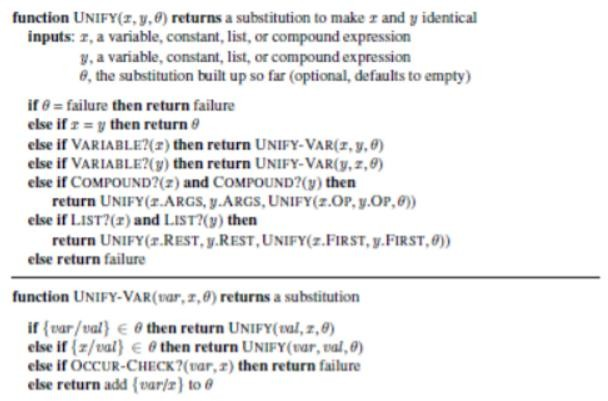 function UNIFY(x, y, θ) returns a substitution to make x and y identical
inputs: x, a variable, constant, list, or compound expression
y, a variable, constant, list, or compound expression
θ, the substitution built up so far (optional, defaults to empty)
if θ = failure then return failure
else if x = y then return θ
else if VARIABLE?(x) then return UNIFY-VAR(x, y, θ)
else if VARIABLE?(y) then return UNIFY-VAR(y, x, θ)
else if COMPOUND?(x) and COMPOUND?(y) then
return UNIFY(x.ARGS, y.ARGS, UNIFY(x.OP, y.OP, θ))
else if LIST?(x) and LIST?(y) then
return UNIFY(x.REST, y.REST, UNIFY(x.FIRST, y.FIRST, θ))
else return failure
function UNIFY-VAR(var, x, θ) returns a substitution
if {var/val} ∈ θ then return UNIFY(val, x, θ)
else if {x/val} ∈ θ then return UNIFY(var, val, θ)
else if OCCUR-CHECK?(var, x) then return failure
else return add {var/x} to θ